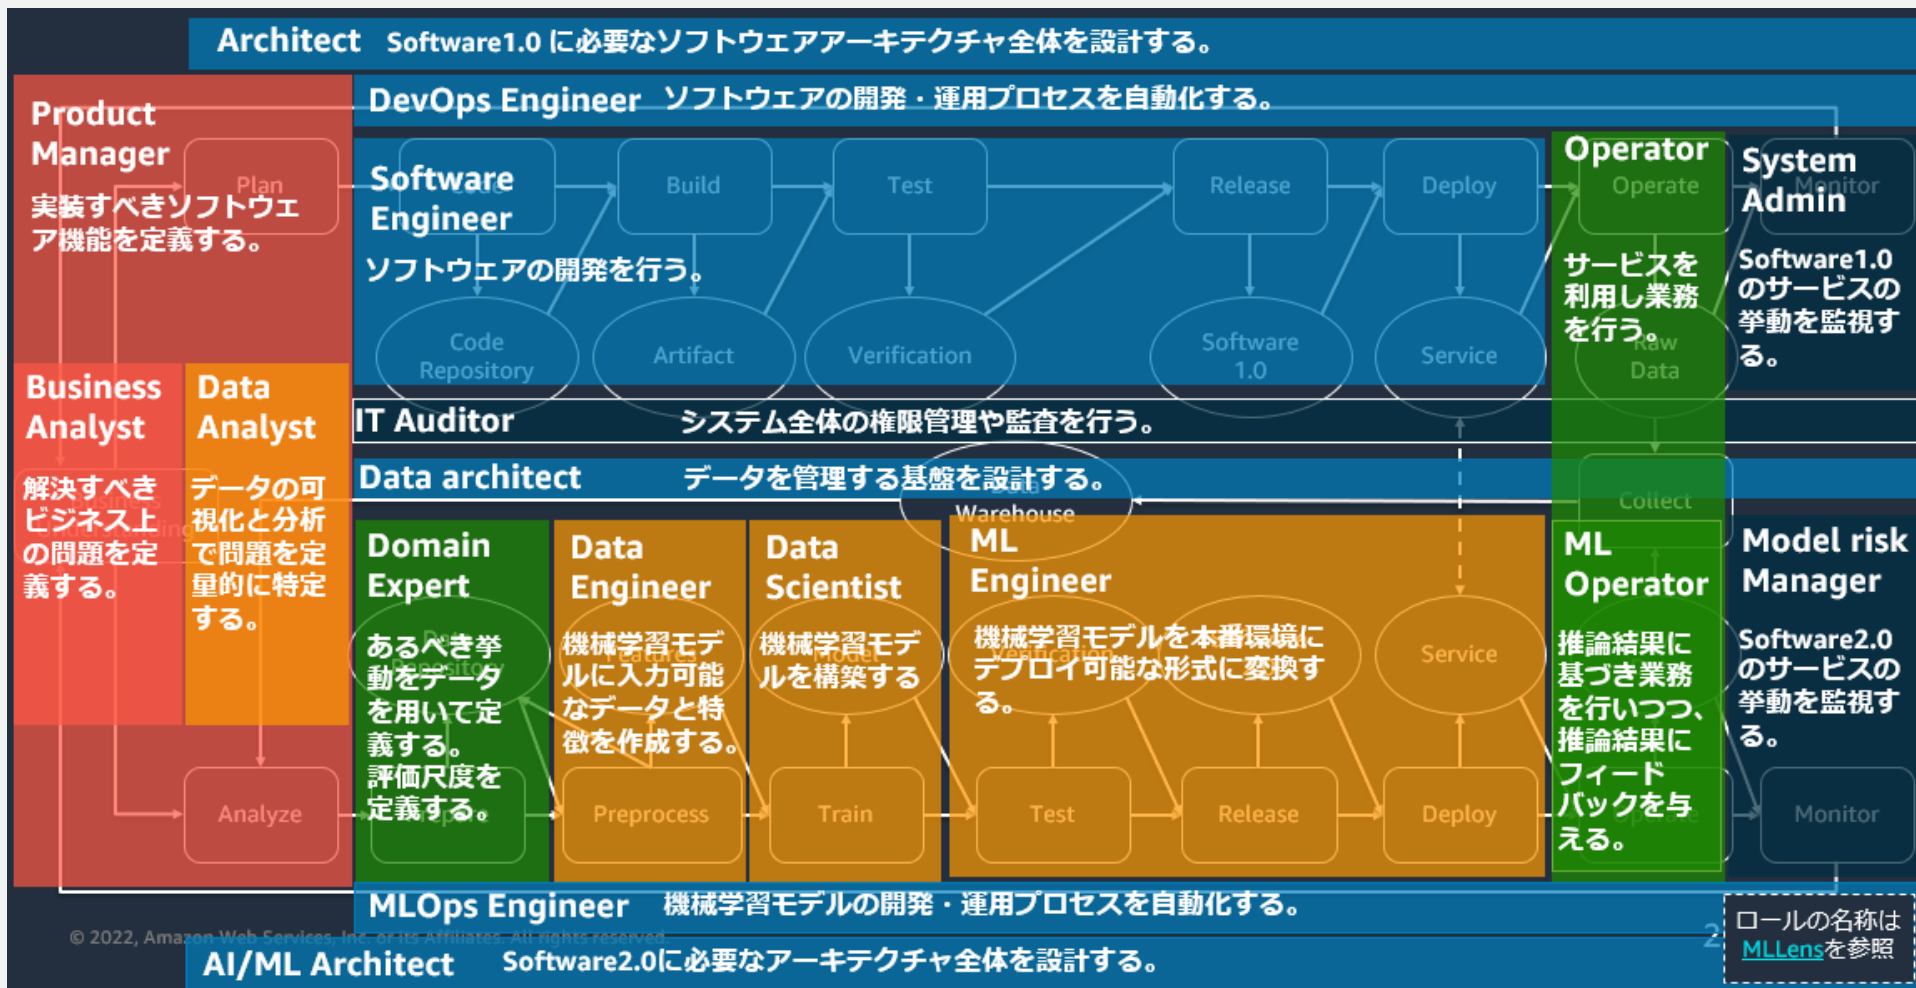 Architect Software1.0 に必要なソフトウェアアーキテクチャ全体を設計する。
DevOps Engineer ソフトウェアの開発・運用プロセスを自動化する。
Product
Manager
実装すべきソフトウェ
ア機能を定義する。
Plan
Software
Engineer
ソフトウェアの開発を行う。
Build
Test
Release
Deploy
Code
Repository
Artifact
Verification
Software
1.0
Service
Operator
Operate
サービスを
利用し業務
を行う。
Raw
Data
System
Admin
Monitor
Software1.0
のサービスの
挙動を監視す
る。
Business
Analyst
解決すべき
ビジネス上
の問題を定
義する。
Data
Analyst
データの可
視化と分析
で問題を定
量的に特定
する。
IT Auditor システム全体の権限管理や監査を行う。
Data architect データを管理する基盤を設計する。
Data
Warehouse
Collect
Domain
Expert
あるべき挙
動をデータ
を用いて定
義する。
評価尺度を
定義する。
Data
Engineer
機械学習モデ
ルに入力可能
なデータと特
徴を作成する。
Data
Scientist
機械学習モデ
ルを構築する
ML
Engineer
機械学習モデルを本番環境に
デプロイ可能な形式に変換す
る。
Service
ML
Operator
推論結果に
基づき業務
を行いつつ、
推論結果に
フィード
バックを与
える。
Model risk
Manager
Software2.0
のサービスの
挙動を監視す
る。
Analyze
Prepare
Preprocess
Train
Test
Release
Deploy
Operate
Monitor
MLOps Engineer 機械学習モデルの開発・運用プロセスを自動化する。
© 2022, Amazon Web Services, Inc. or its Affiliates. All rights reserved.
2
AI/ML Architect Software2.0に必要なアーキテクチャ全体を設計する。
ロールの名称は
MLLensを参照